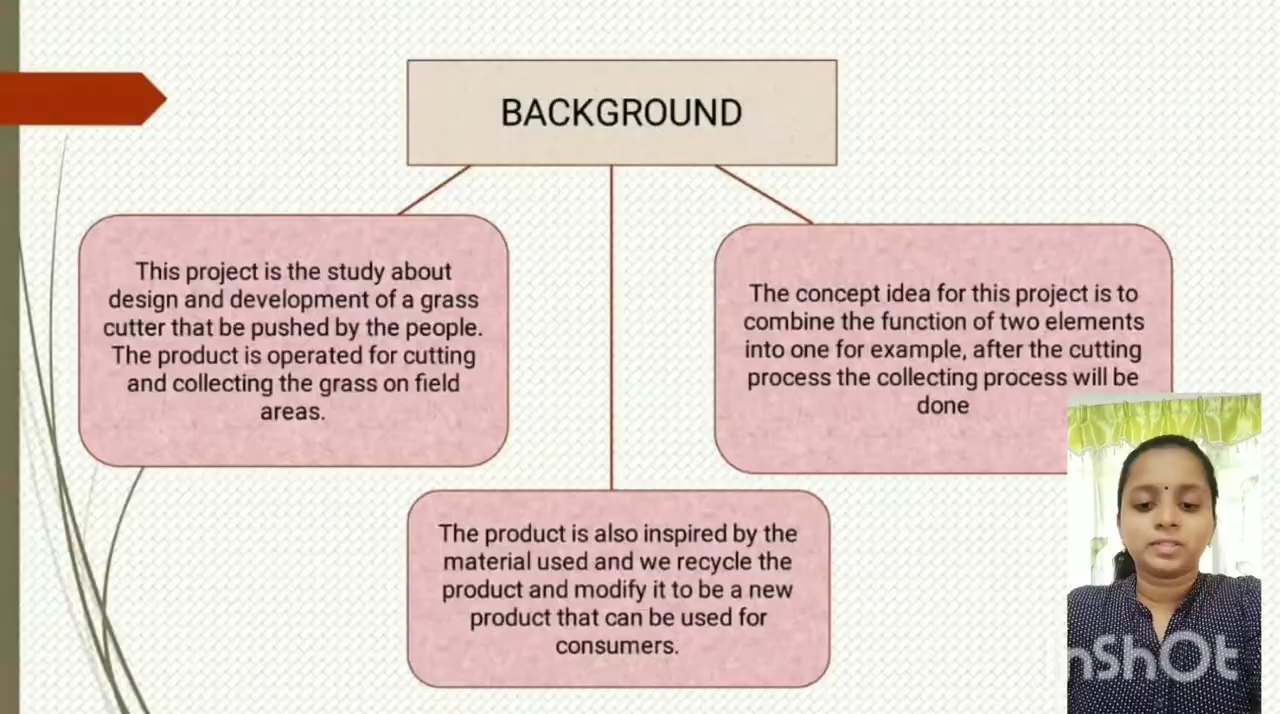 BACKGROUND
This project is the study about
design and development of a grass
cutter that be pushed by the people.
The product is operated for cutting
and collecting the grass on field
areas.
The concept idea for this project is to
combine the function of two elements
into one for example, after the cutting
process the collecting process will be
done
The product is also inspired by the
material used and we recycle the
product and modify it to be a new
product that can be used for
consumers.
nShOt